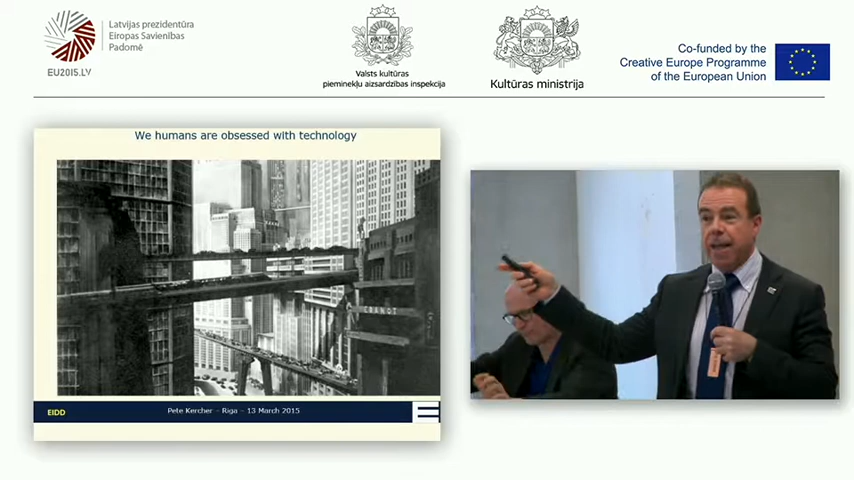 Latvijas prezidentūra
Eiropas Savienības
Padomē
EU2015.LV
Valsts kultūras
pieminekļu aizsardzības inspekcija
Kultūras ministrija
Co-funded by the
Creative Europe Programme
of the European Union
We humans are obsessed with technology
EIDD
Pete Kercher – Riga – 13 March 2015